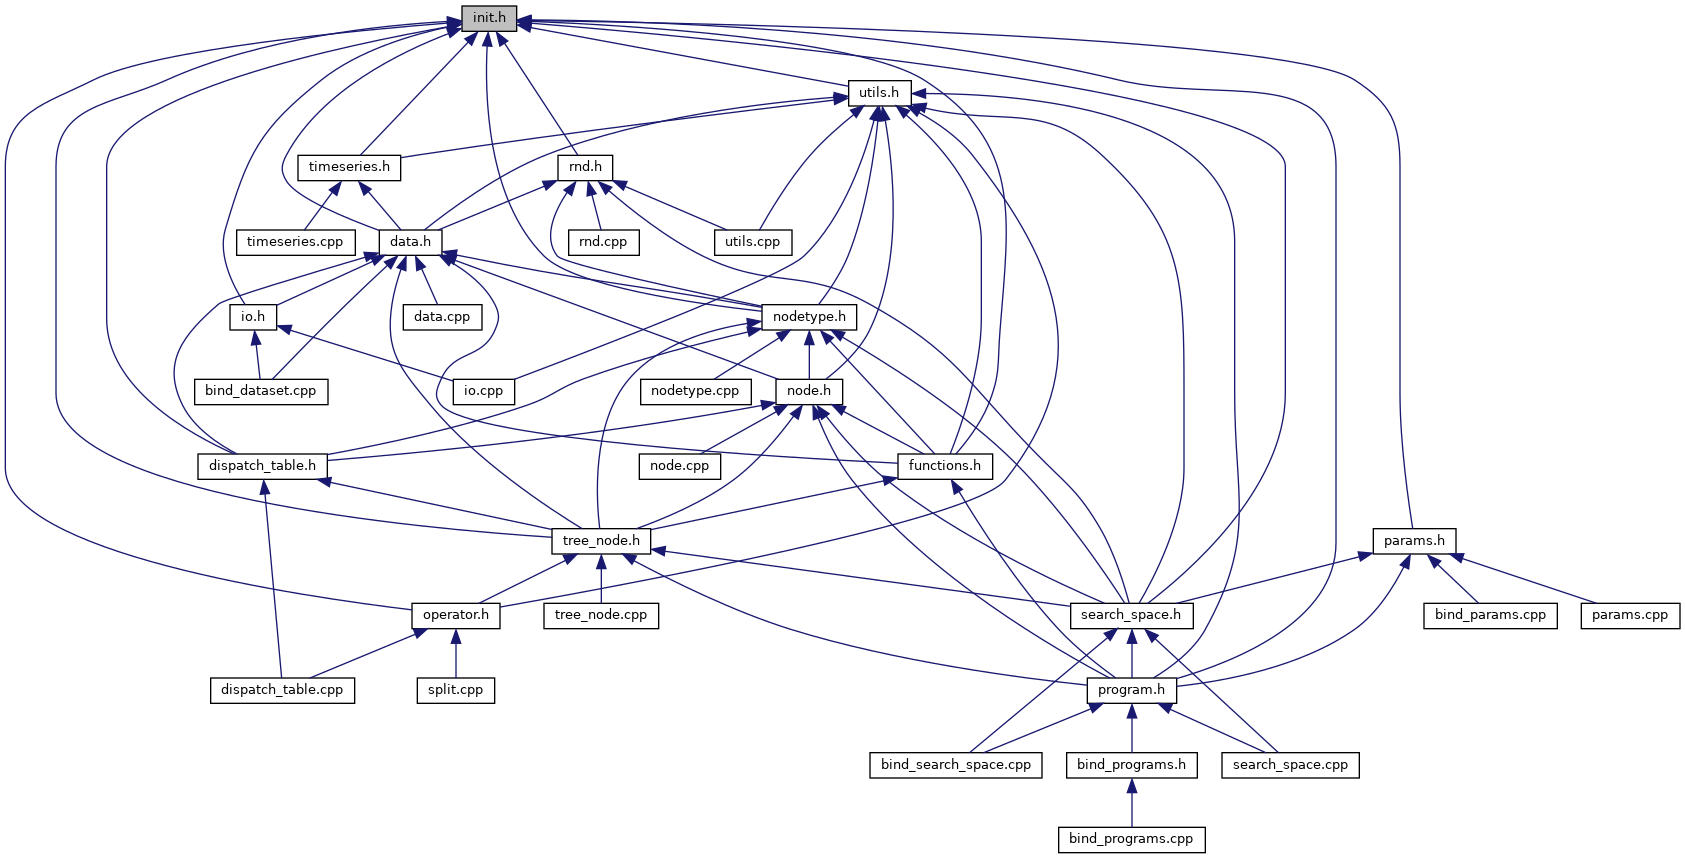 init.h
utils.h
timeseries.h
rnd.h
timeseries.cpp
data.h
rnd.cpp
utils.cpp
io.h
data.cpp
nodetype.h
bind_dataset.cpp
io.cpp
nodetype.cpp
node.h
dispatch_table.h
node.cpp
functions.h
tree_node.h
params.h
operator.h
tree_node.cpp
search_space.h
bind_params.cpp
params.cpp
dispatch_table.cpp
split.cpp
program.h
bind_search_space.cpp
bind_programs.h
search_space.cpp
bind_programs.cpp